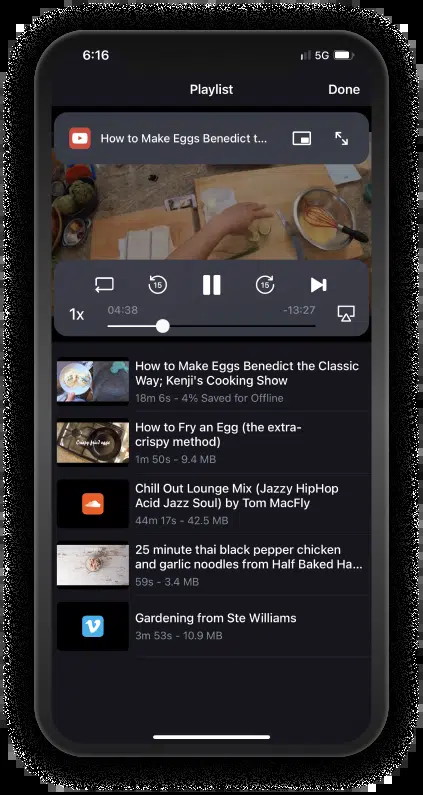 6:16
5G
Playlist
Done
How to Make Eggs Benedict t...
15
15
1x
04:38
-13:27
How to Make Eggs Benedict the Classic
Way; Kenji's Cooking Show
18m 6s - 4% Saved for Offline
How to Fry an Egg (the extra-
crispy method)
1m 50s - 9.4 MB
Crispy fried eggs
Chill Out Lounge Mix (Jazzy HipHop
Acid Jazz Soul) by Tom MacFly
44m 17s - 42.5 MB
25 minute thai black pepper chicken
and garlic noodles from Half Baked Ha...
59s - 3.4 MB
Gardening from Ste Williams
3m 53s - 10.9 MB